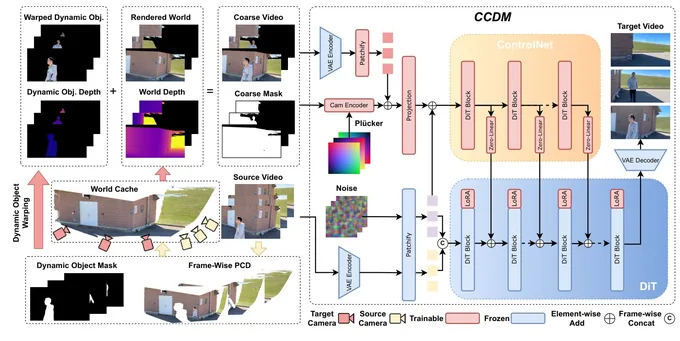 CCDM
Warped Dynamic Obj.
Rendered World
Coarse Video
Target Video
ControlNet
VAE Encoder
Patchify
Dynamic Obj. Depth
World Depth
Coarse Mask
Cam Encoder
Projection
DiT Block
DiT Block
DiT Block
Zero-Linear
Zero-Linear
Zero-Linear
Plücker
VAE Decoder
Dynamic Object
Warping
World Cache
Source Video
Noise
VAE Encoder
Patchify
C
LoRA
LoRA
LoRA
LoRA
DiT Block
DiT Block
DiT Block
DiT Block
DiT
Dynamic Object Mask
Frame-Wise PCD
Target
Camera
Source
Camera
Trainable
Frozen
Element-wise
Add
Frame-wise
Concat
C